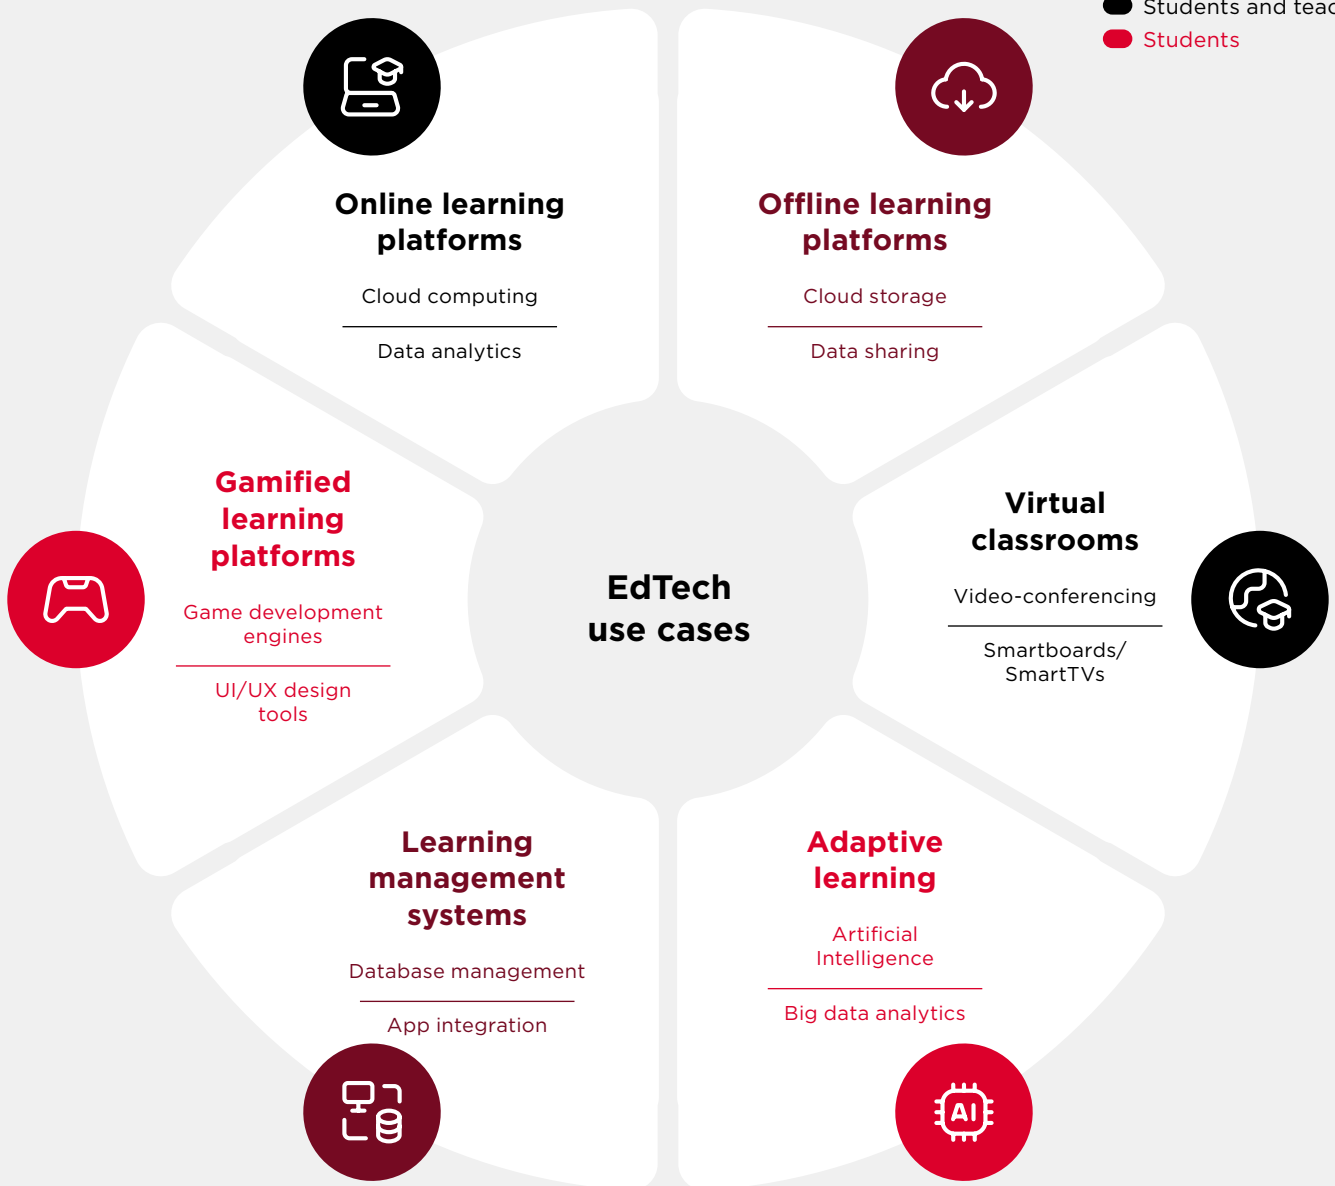 Students and
Students
Online learning
platforms
Cloud computing
Data analytics
Offline learning
platforms
Cloud storage
Data sharing
Gamified
learning
platforms
Game development
engines
UI/UX design
tools
EdTech
use cases
Virtual
classrooms
Video-conferencing
Smartboards/
SmartTVs
Learning
management
systems
Database management
App integration
Adaptive
learning
Artificial
Intelligence
Big data analytics
AI